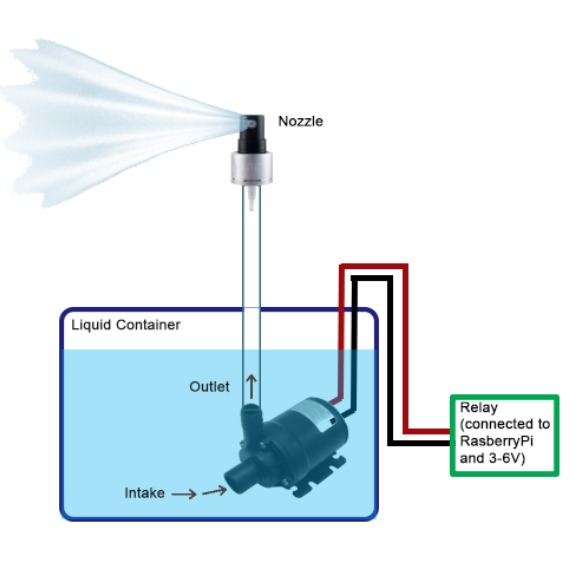 Nozzle
Liquid Container
Outlet
Relay
(connected to
RasberryPi
and 3-6V)
Intake